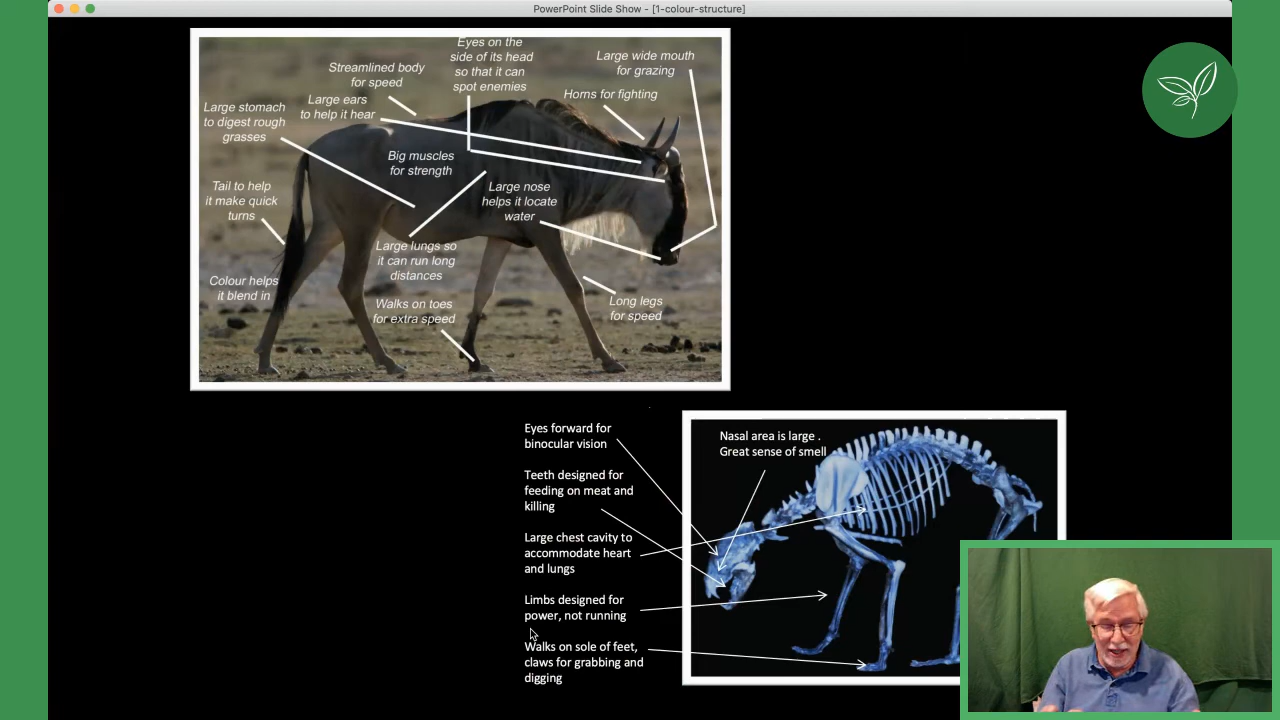 PowerPoint Slide Show - [1-colour-structure]
Eyes on the
side of its head
so that it can
spot enemies
Large wide mouth
for grazing
Streamlined body
for speed
Horns for fighting
Large ears
to help it hear
Large stomach
to digest rough
grasses
Big muscles
for strength
Large nose
helps it locate
water
Tail to help
it make quick
turns
Large lungs so
it can run long
distances
Colour helps
it blend in
Walks on toes
for extra speed
Long legs
for speed
Eyes forward for
binocular vision
Nasal area is large .
Great sense of smell
Teeth designed for
feeding on meat and
killing
Large chest cavity to
accommodate heart
and lungs
Limbs designed for
power, not running
Walks on sole of feet,
claws for grabbing and
digging